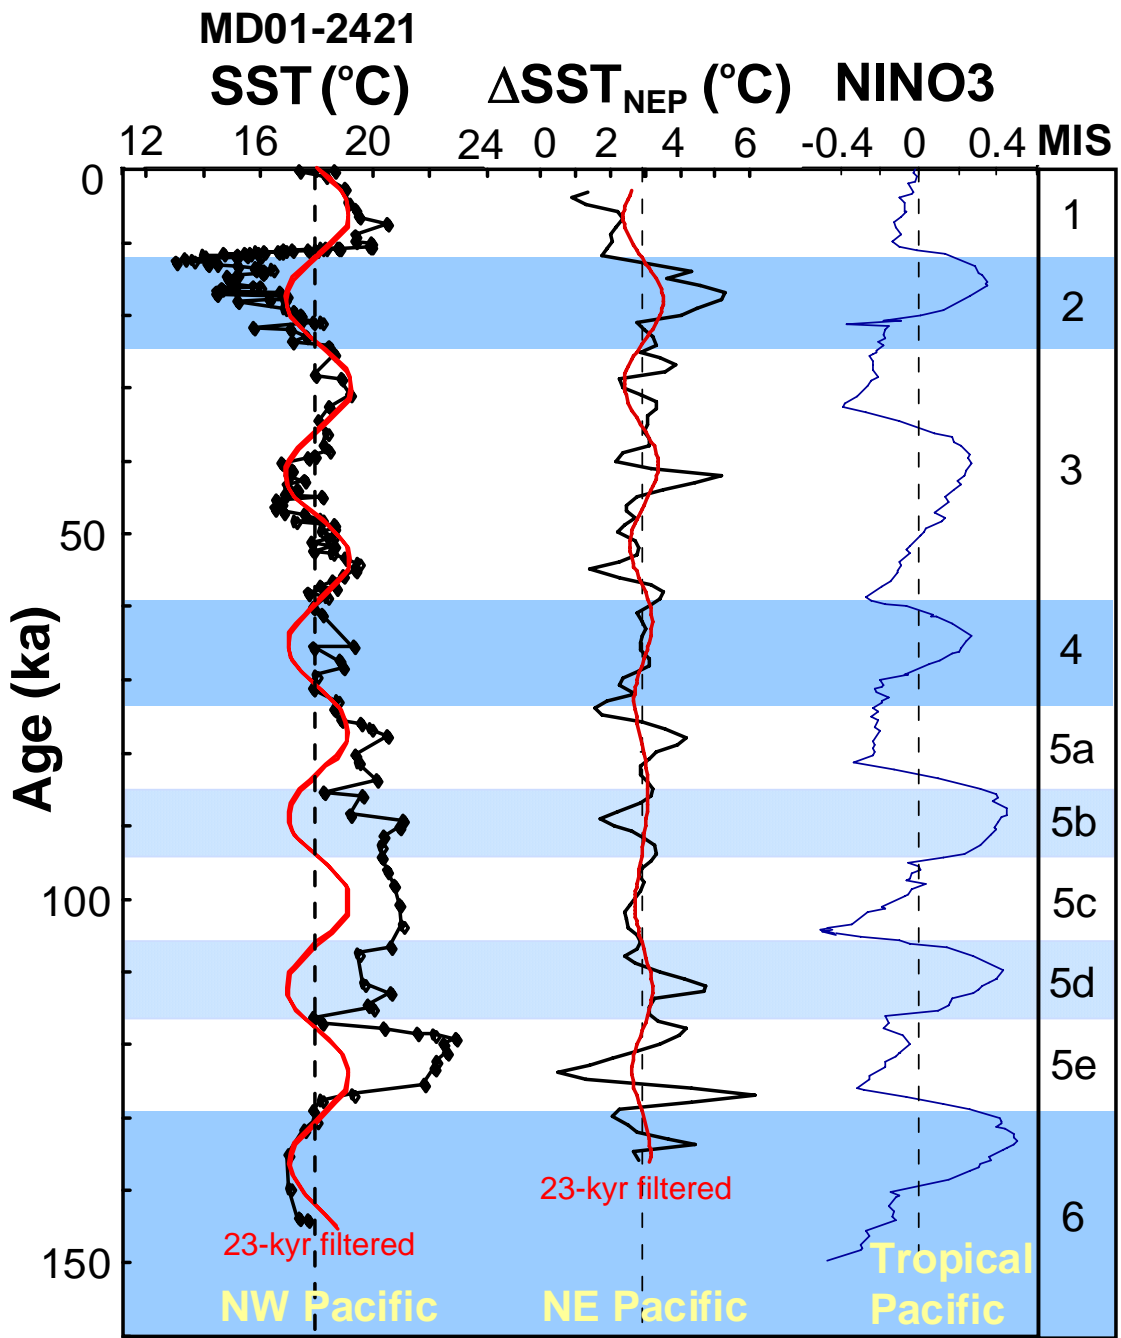 MD01-2421
SST (°C)
ΔSST NEP (°C)
NINO3
12 16 20 24
0 2 4 6
-0.4 0 0.4
MIS
0
50
100
150
Age (ka)
1
2
3
4
5a
5b
5c
5d
5e
6
23-kyr filtered
23-kyr filtered
NW Pacific
NE Pacific
Tropical
Pacific